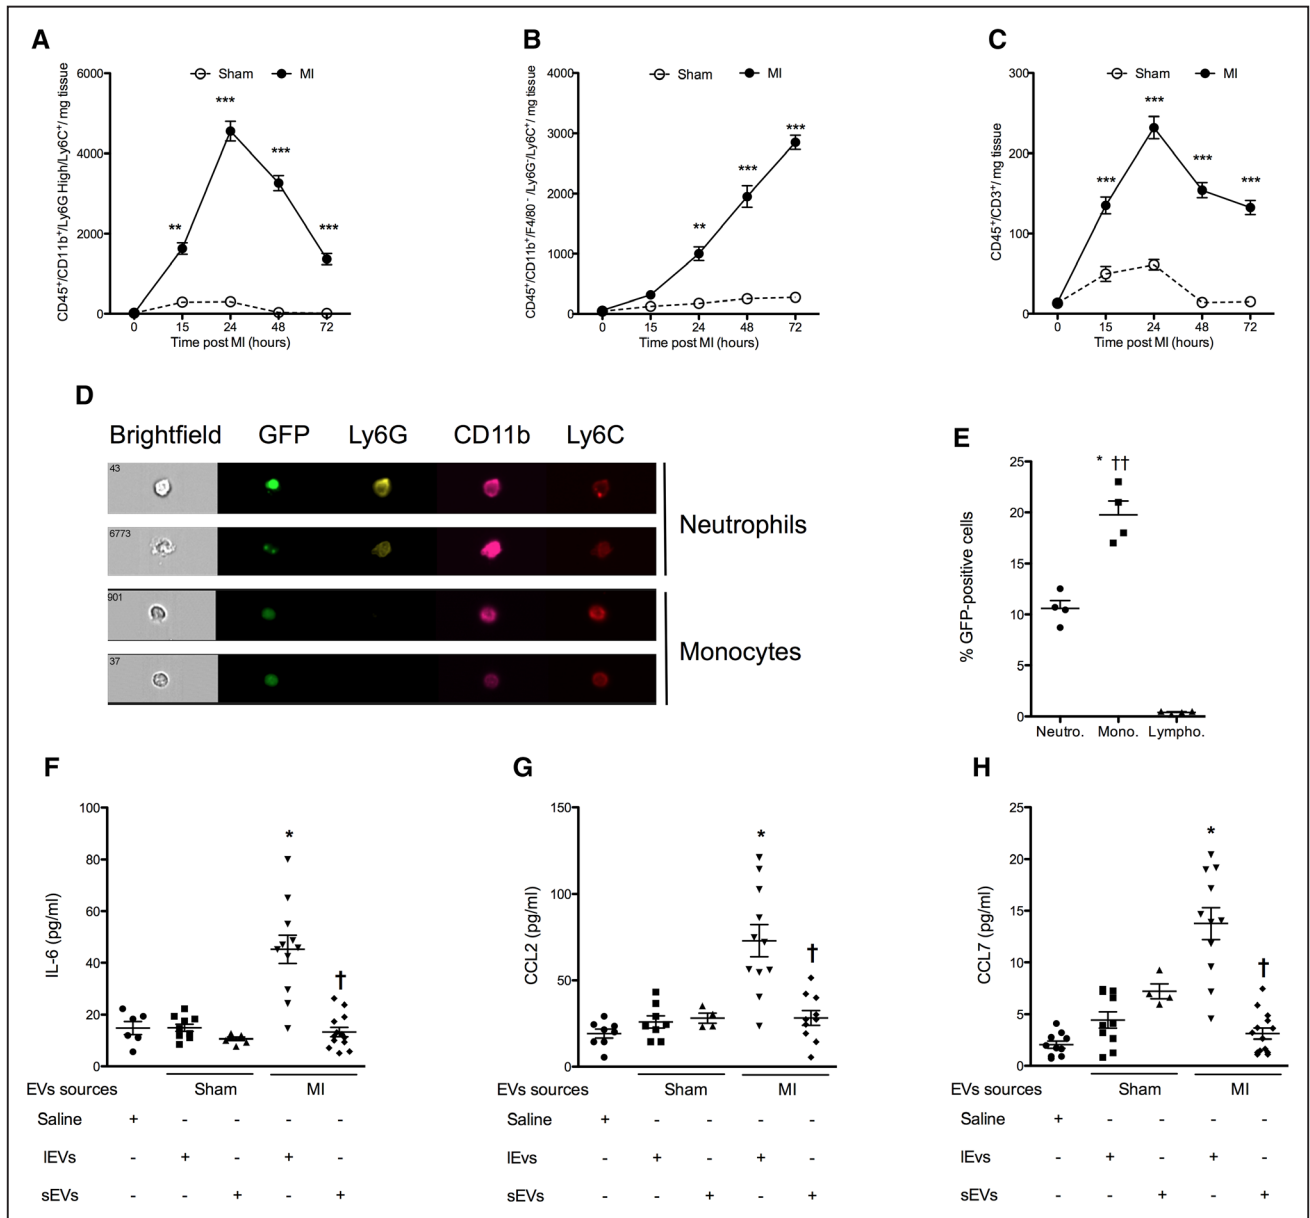 A
B
C
Sham MI
Sham MI
Sham MI
CD45+/CD11b+/Ly6G High/Ly6C+/ mg tissue
6000
4000
2000
0
0 15 24 48 72
Time post MI (hours)
** *** *** ***
CD45+/CD11b+/F4/80-/Ly6G-/Ly6C+/ mg tissue
4000
3000
2000
1000
0
0 15 24 48 72
Time post MI (hours)
** *** ***
CD45+/CD3+/ mg tissue
300
200
100
0
0 15 24 48 72
Time post MI (hours)
*** *** *** ***
D
Brightfield GFP Ly6G CD11b Ly6C
43
6773
Neutrophils
901
37
Monocytes
E
% GFP-positive cells
25
20
15
10
5
0
* ††
Neutro. Mono. Lympho.
F
IL-6 (pg/ml)
100
80
60
40
20
0
*
†
EVs sources Sham MI
Saline + - - - -
lEVs - + - + -
sEVs - - + - +
G
CCL2 (pg/ml)
150
100
50
0
*
†
EVs sources Sham MI
Saline + - - - -
lEvs - + - + -
sEVs - - + - +
H
CCL7 (pg/ml)
25
20
15
10
5
0
*
†
EVs sources Sham MI
Saline + - - - -
lEvs - + - + -
sEVs - - + - +